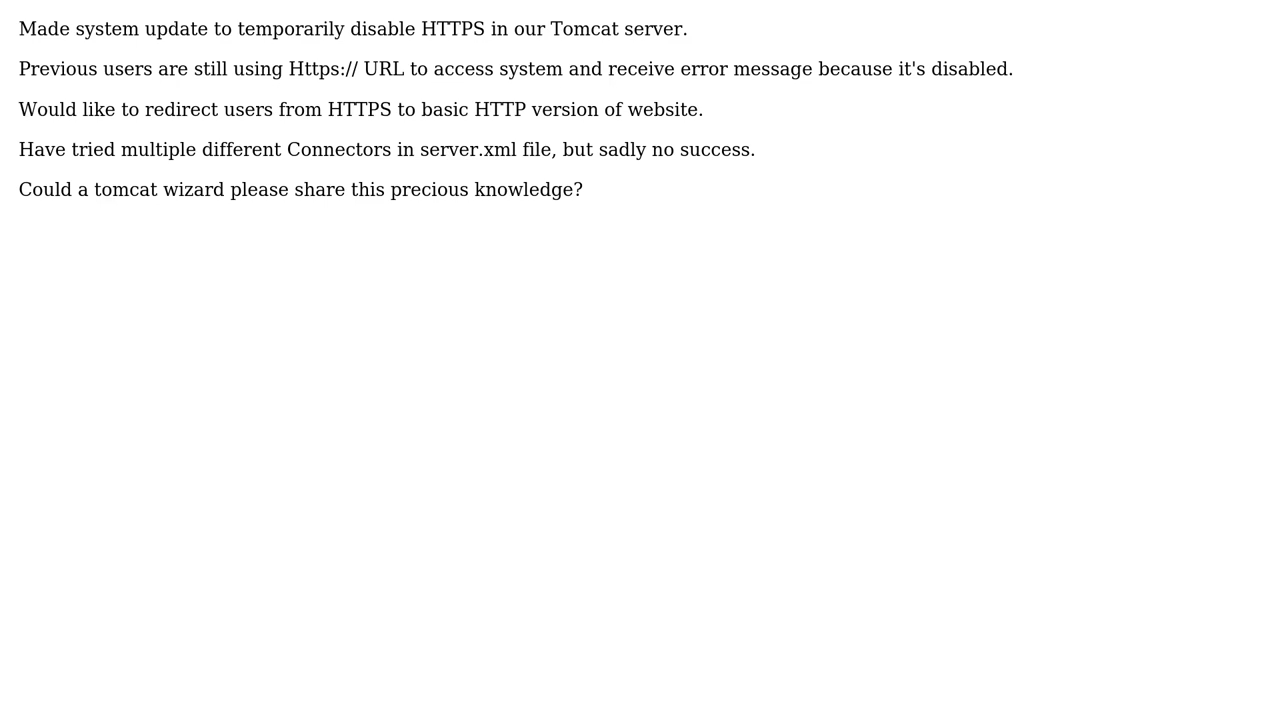 Made system update to temporarily disable HTTPS in our Tomcat server.
Previous users are still using Https:// URL to access system and receive error message because it's disabled.
Would like to redirect users from HTTPS to basic HTTP version of website.
Have tried multiple different Connectors in server.xml file, but sadly no success.
Could a tomcat wizard please share this precious knowledge?